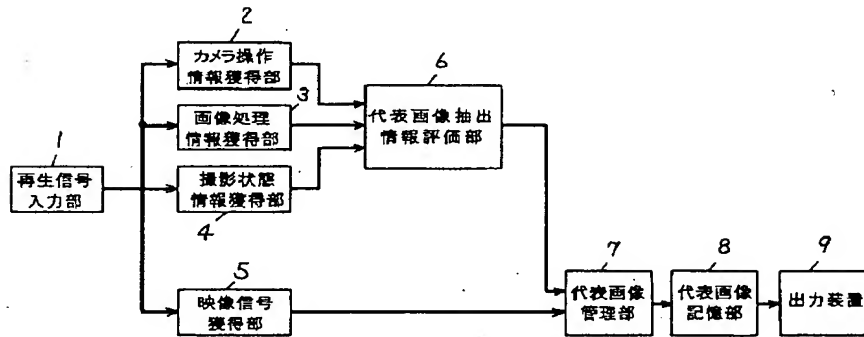 2
カメラ操作
情報獲得部
3
画像処理
情報獲得部
撮影状態
情報獲得部
4
1
再生信号
入力部
5
映像信号
獲得部
6
代表画像抽出
情報評価部
7
代表画像
管理部
8
代表画像
記憶部
9
出力装置